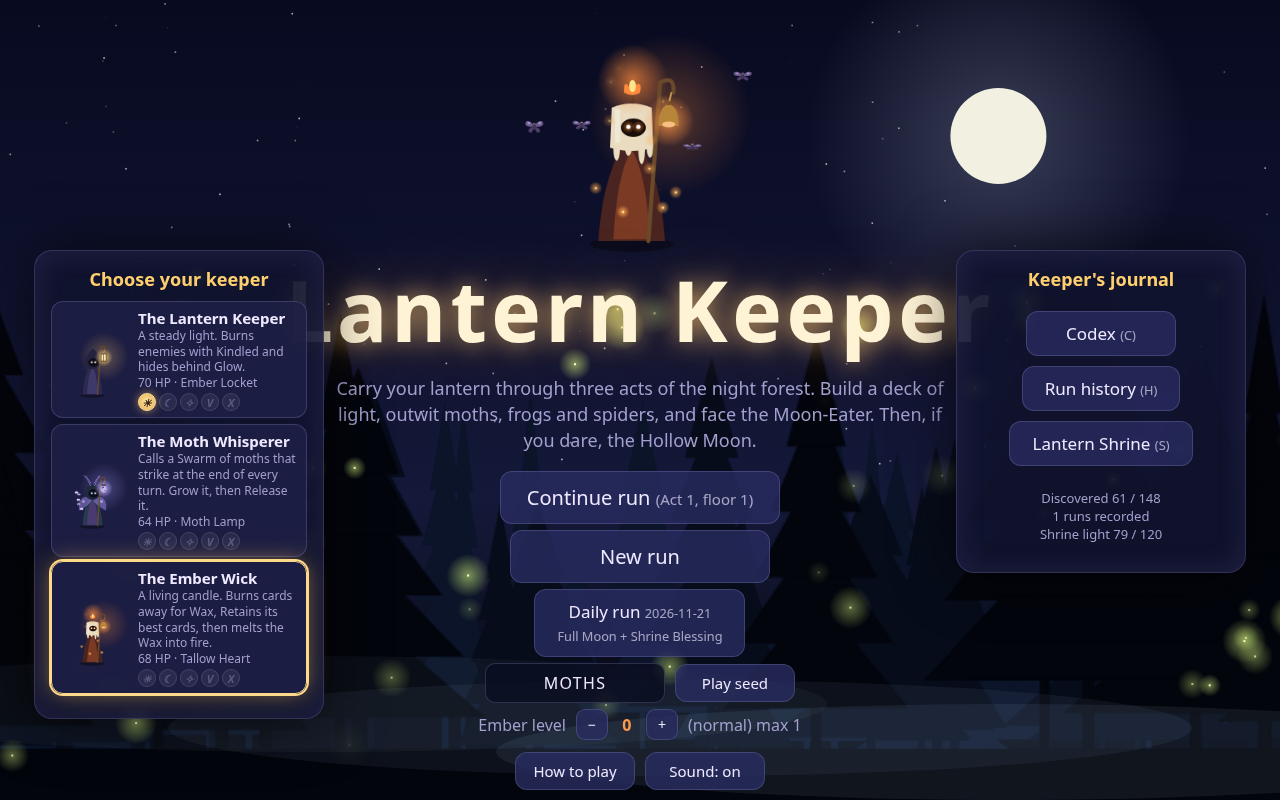 Lantern Keeper
Carry your lantern through three acts of the night forest. Build a deck of
light, outwit moths, frogs and spiders, and face the Moon-Eater. Then, if
you dare, the Hollow Moon.
Choose your keeper
The Lantern Keeper
A steady light. Burns
enemies with Kindled and
hides behind Glow.
70 HP · Ember Locket
☀ ☾ ✧ V X
The Moth Whisperer
Calls a Swarm of moths that
strike at the end of every
turn. Grow it, then Release
it.
64 HP · Moth Lamp
☀ ☾ ✧ V X
The Ember Wick
A living candle. Burns cards
away for Wax, Retains its
best cards, then melts the
Wax into fire.
68 HP · Tallow Heart
☀ ☾ ✧ V X
Continue run (Act 1, floor 1)
New run
Daily run 2026-11-21
Full Moon + Shrine Blessing
MOTHS Play seed
Ember level − 0 + (normal) max 1
How to play Sound: on
Keeper's journal
Codex (C)
Run history (H)
Lantern Shrine (S)
Discovered 61 / 148
1 runs recorded
Shrine light 79 / 120